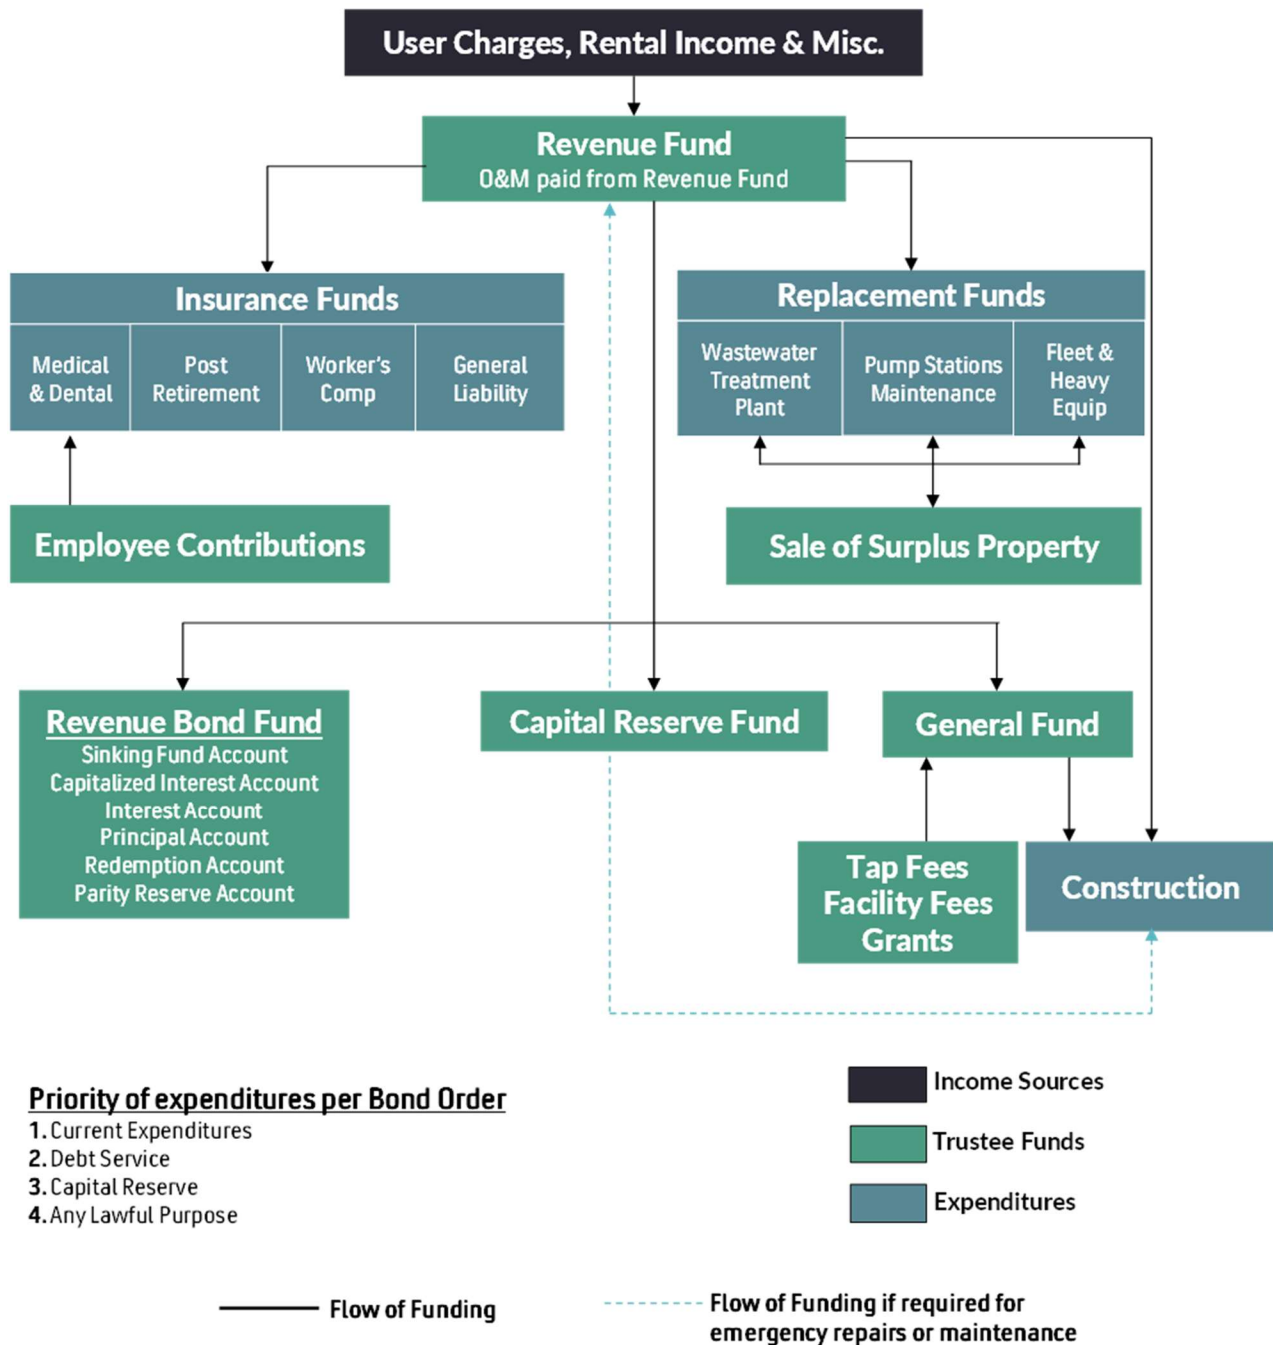 User Charges, Rental Income & Misc.
Revenue Fund
O&M paid from Revenue Fund
Insurance Funds
Medical
& Dental
Post
Retirement
Worker's
Comp
General
Liability
Replacement Funds
Wastewater
Treatment
Plant
Pump Stations
Maintenance
Fleet &
Heavy
Equip
Employee Contributions
Sale of Surplus Property
Revenue Bond Fund
Sinking Fund Account
Capitalized Interest Account
Interest Account
Principal Account
Redemption Account
Parity Reserve Account
Capital Reserve Fund
General Fund
Tap Fees
Facility Fees
Grants
Construction
Priority of expenditures per Bond Order
1. Current Expenditures
2. Debt Service
3. Capital Reserve
4. Any Lawful Purpose
Income Sources
Trustee Funds
Expenditures
Flow of Funding
Flow of Funding if required for
emergency repairs or maintenance